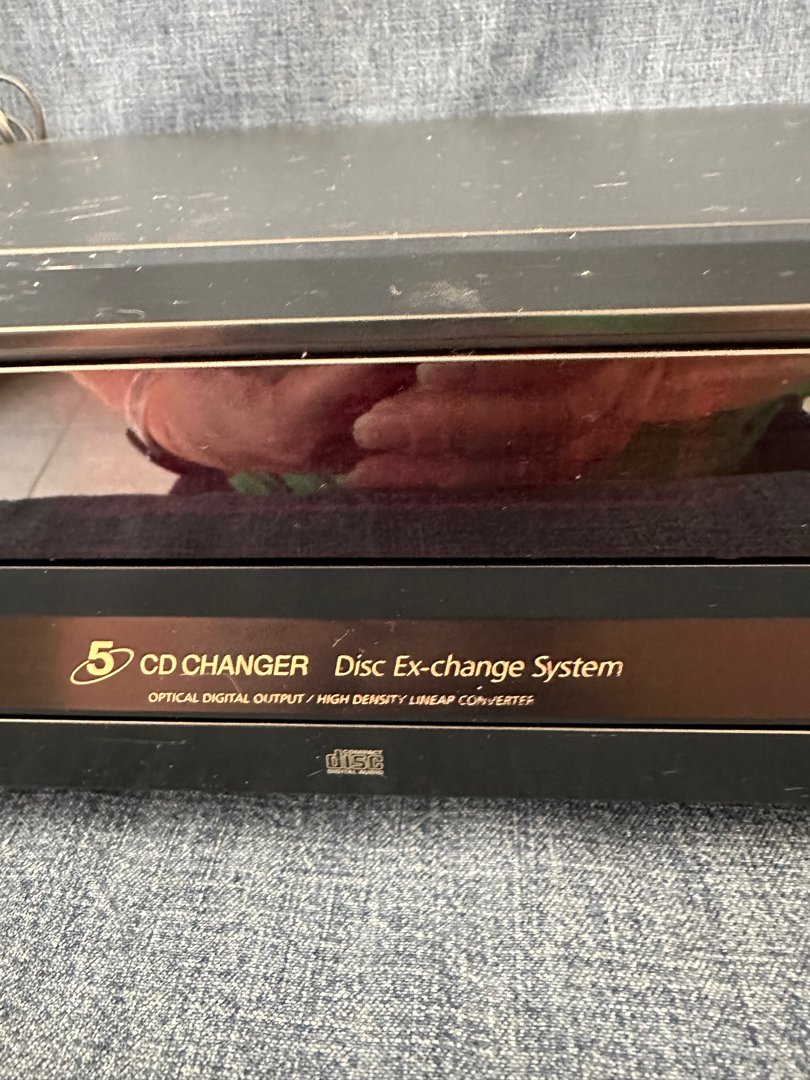 5 CD CHANGER Disc Ex-change System
OPTICAL DIGITAL OUTPUT / HIGH DENSITY LINEAR CONVERTER
COMPACT
disc
DIGITAL AUDIO